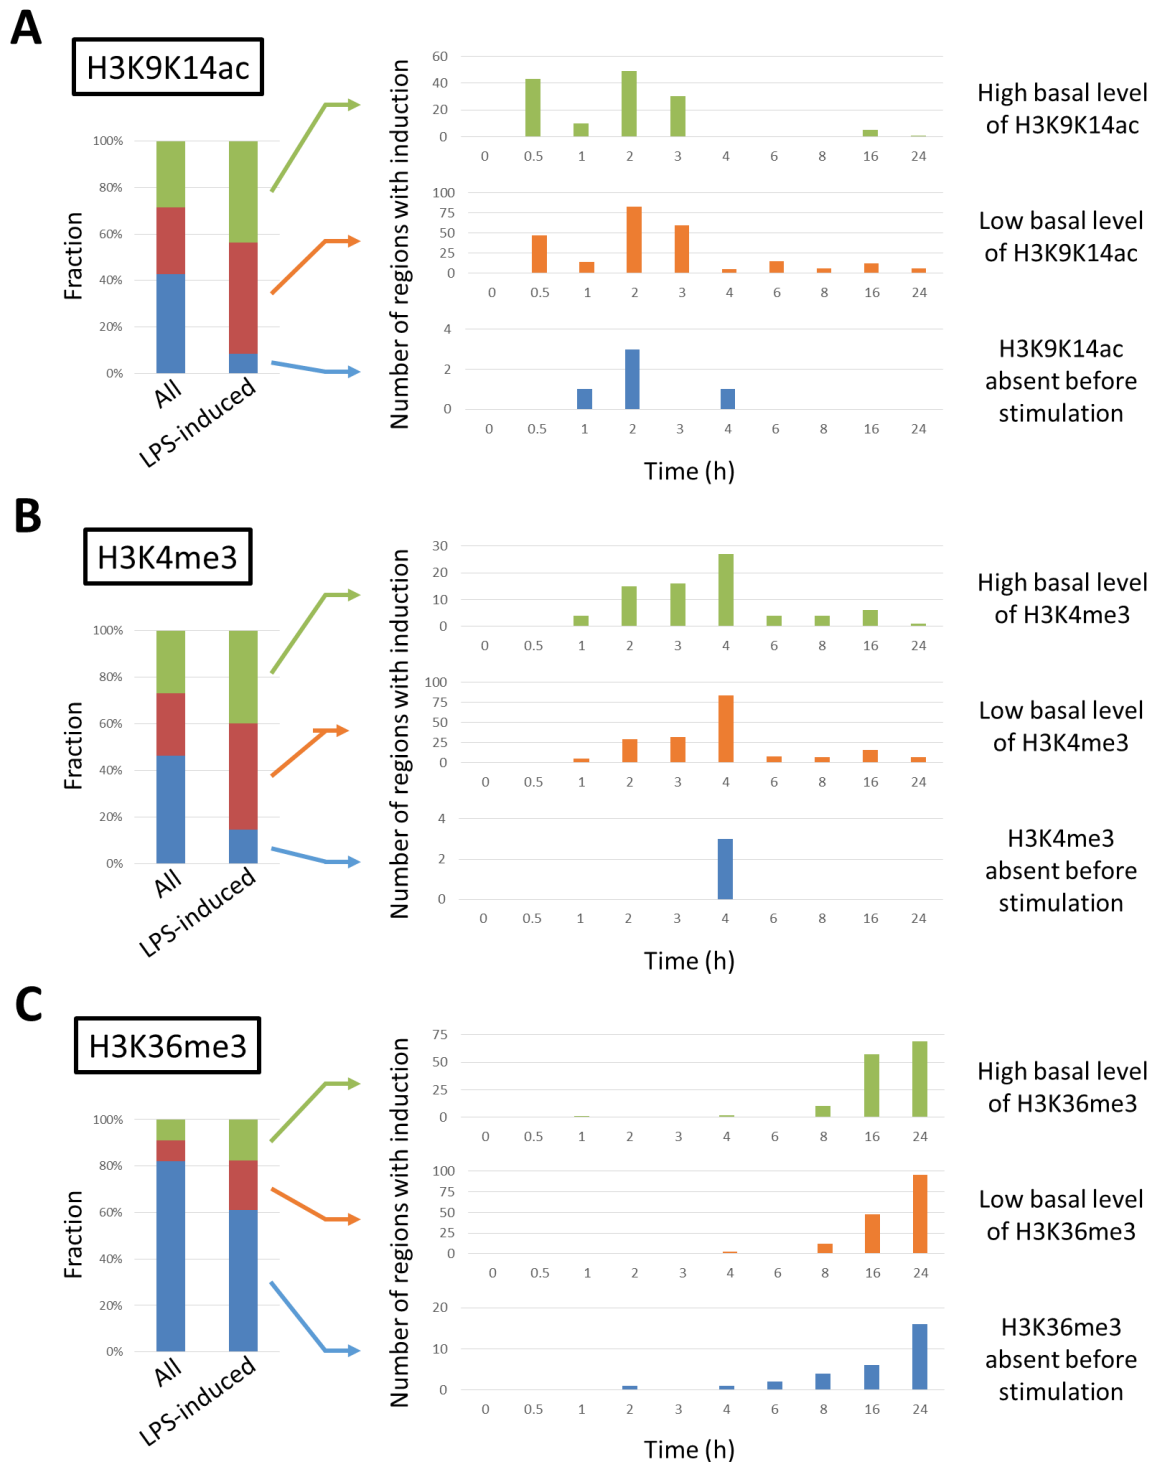 A
H3K9K14ac
Fraction
100%
80%
60%
40%
20%
0%
All
LPS-induced
Number of regions with induction
60
40
20
0
0 0.5 1 2 3 4 6 8 16 24
High basal level
of H3K9K14ac
100
75
50
25
0
0 0.5 1 2 3 4 6 8 16 24
Low basal level
of H3K9K14ac
4
2
0
0 0.5 1 2 3 4 6 8 16 24
H3K9K14ac
absent before
stimulation
Time (h)
B
H3K4me3
Fraction
100%
80%
60%
40%
20%
0%
All
LPS-induced
Number of regions with induction
30
20
10
0
0 0.5 1 2 3 4 6 8 16 24
High basal level
of H3K4me3
100
75
50
25
0
0 0.5 1 2 3 4 6 8 16 24
Low basal level
of H3K4me3
4
2
0
0 0.5 1 2 3 4 6 8 16 24
H3K4me3
absent before
stimulation
Time (h)
C
H3K36me3
Fraction
100%
80%
60%
40%
20%
0%
All
LPS-induced
Number of regions with induction
75
50
25
0
0 0.5 1 2 3 4 6 8 16 24
High basal level
of H3K36me3
100
75
50
25
0
0 0.5 1 2 3 4 6 8 16 24
Low basal level
of H3K36me3
20
10
0
0 0.5 1 2 3 4 6 8 16 24
H3K36me3
absent before
stimulation
Time (h)